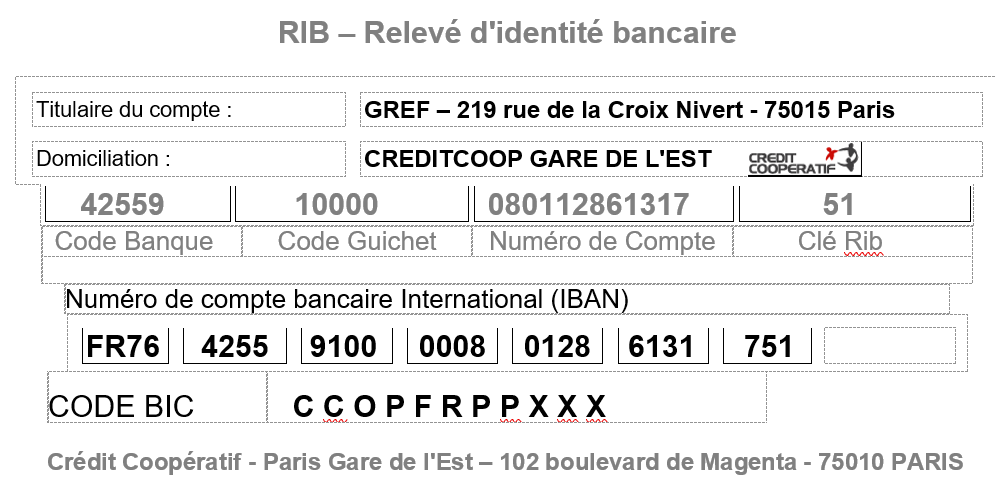 RIB – Relevé d'identité bancaire
Titulaire du compte : GREF – 219 rue de la Croix Nivert - 75015 Paris
Domiciliation : CREDITCOOP GARE DE L'EST CREDIT COOPERATIF
42559 10000 080112861317 51
Code Banque Code Guichet Numéro de Compte Clé Rib
Numéro de compte bancaire International (IBAN)
FR76 4255 9100 0008 0128 6131 751
CODE BIC C C O P F R P P X X X
Crédit Coopératif - Paris Gare de l'Est – 102 boulevard de Magenta - 75010 PARIS